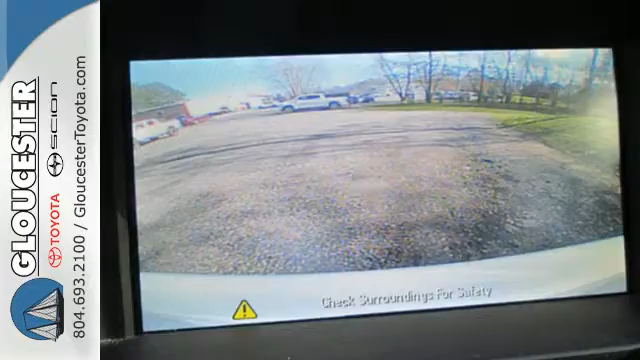 GLOUCESTER
TOYOTA SCION
804.693.2100 / GloucesterToyota.com
Check Surroundings For Safety